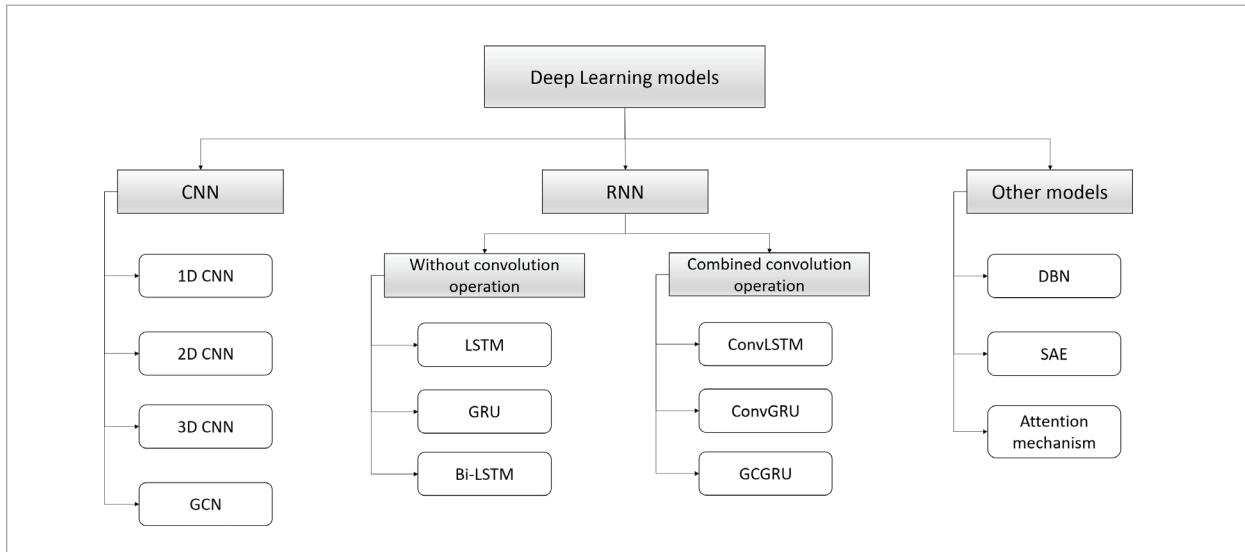 Deep Learning models
CNN
RNN
Other models
1D CNN
2D CNN
3D CNN
GCN
Without convolution
operation
LSTM
GRU
Bi-LSTM
Combined convolution
operation
ConvLSTM
ConvGRU
GCGRU
DBN
SAE
Attention
mechanism